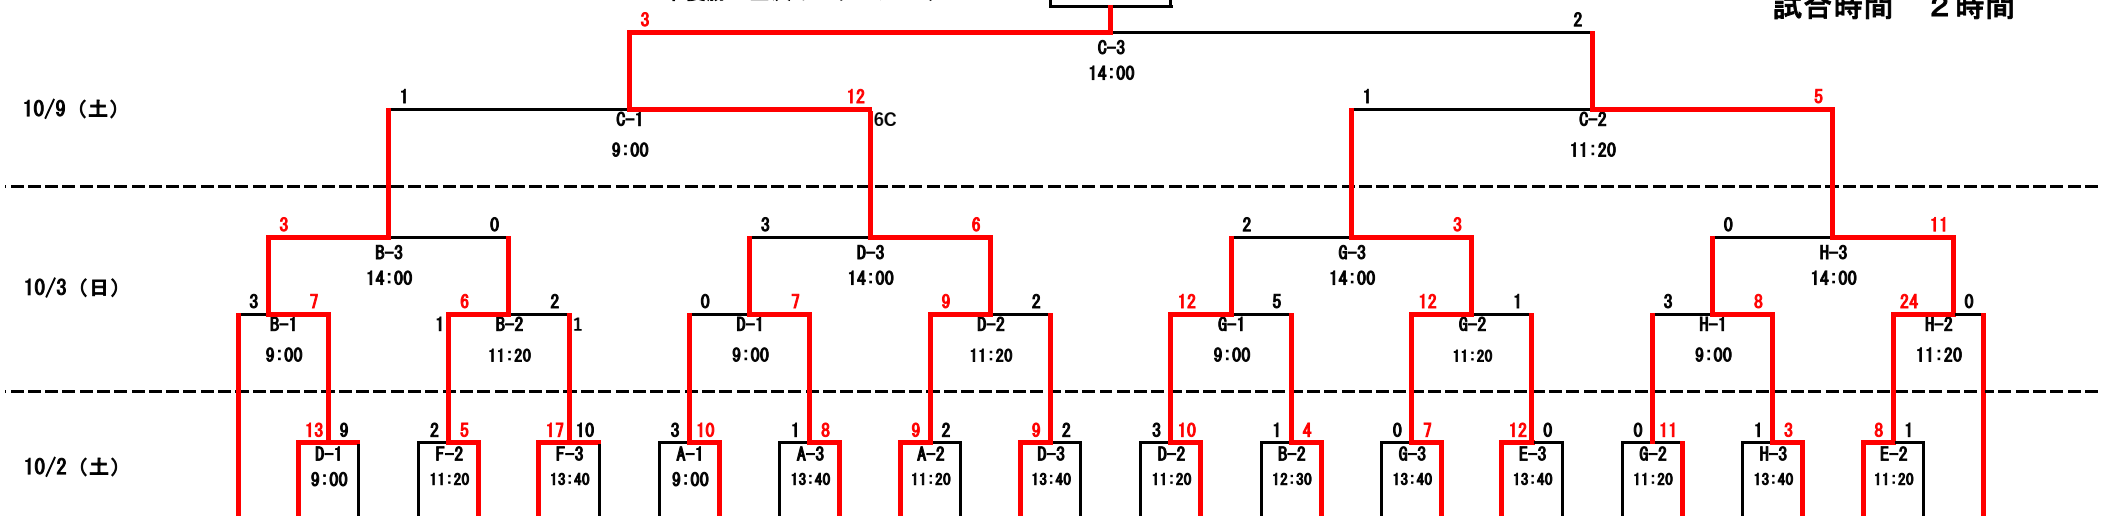 試合時間 2時間
3 2
C-3
14:00
10/9（土） 1 12 1 5
C-1 6C C-2
9:00 11:20
3 0 3 6 2 3 0 11
B-3 D-3 G-3 H-3
14:00 14:00 14:00 14:00
10/3（日）
3 7 6 2 0 7 9 2 12 5 12 1 3 8 24 0
B-1 1 B-2 1 D-1 D-2 G-1 G-2 H-1 H-2
9:00 11:20 9:00 11:20 9:00 11:20 9:00 11:20
13 9 2 5 17 10 3 10 1 8 9 2 9 2 3 10 1 4 0 7 12 0 0 11 1 3 8 1
10/2（土） D-1 F-2 F-3 A-1 A-3 A-2 D-3 D-2 B-2 G-3 E-3 G-2 H-3 E-2
9:00 11:20 13:40 9:00 13:40 11:20 13:40 11:20 12:30 13:40 13:40 11:20 13:40 11:20